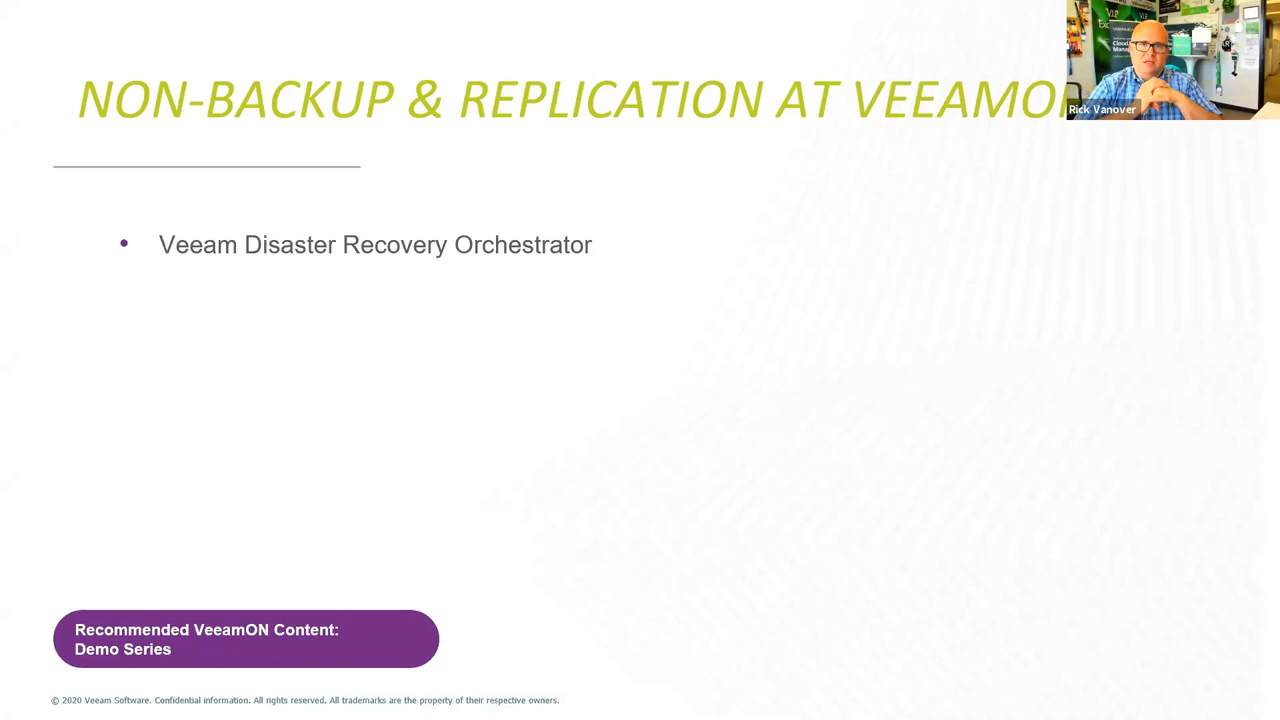 NON-BACKUP & REPLICATION AT VEEAMON
Rick Vanover
• Veeam Disaster Recovery Orchestrator
Recommended VeeamON Content:
Demo Series
© 2020 Veeam Software. Confidential information. All rights reserved. All trademarks are the property of their respective owners.